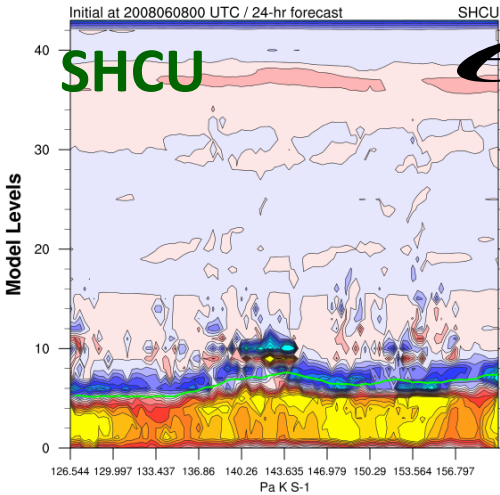 Initial at 2008060800 UTC / 24-hr forecast SHCU
SHCU
Model Levels
40
30
20
10
0
126.544 129.997 133.437 136.86 140.26 143.635 146.979 150.29 153.564 156.797
Pa K S-1